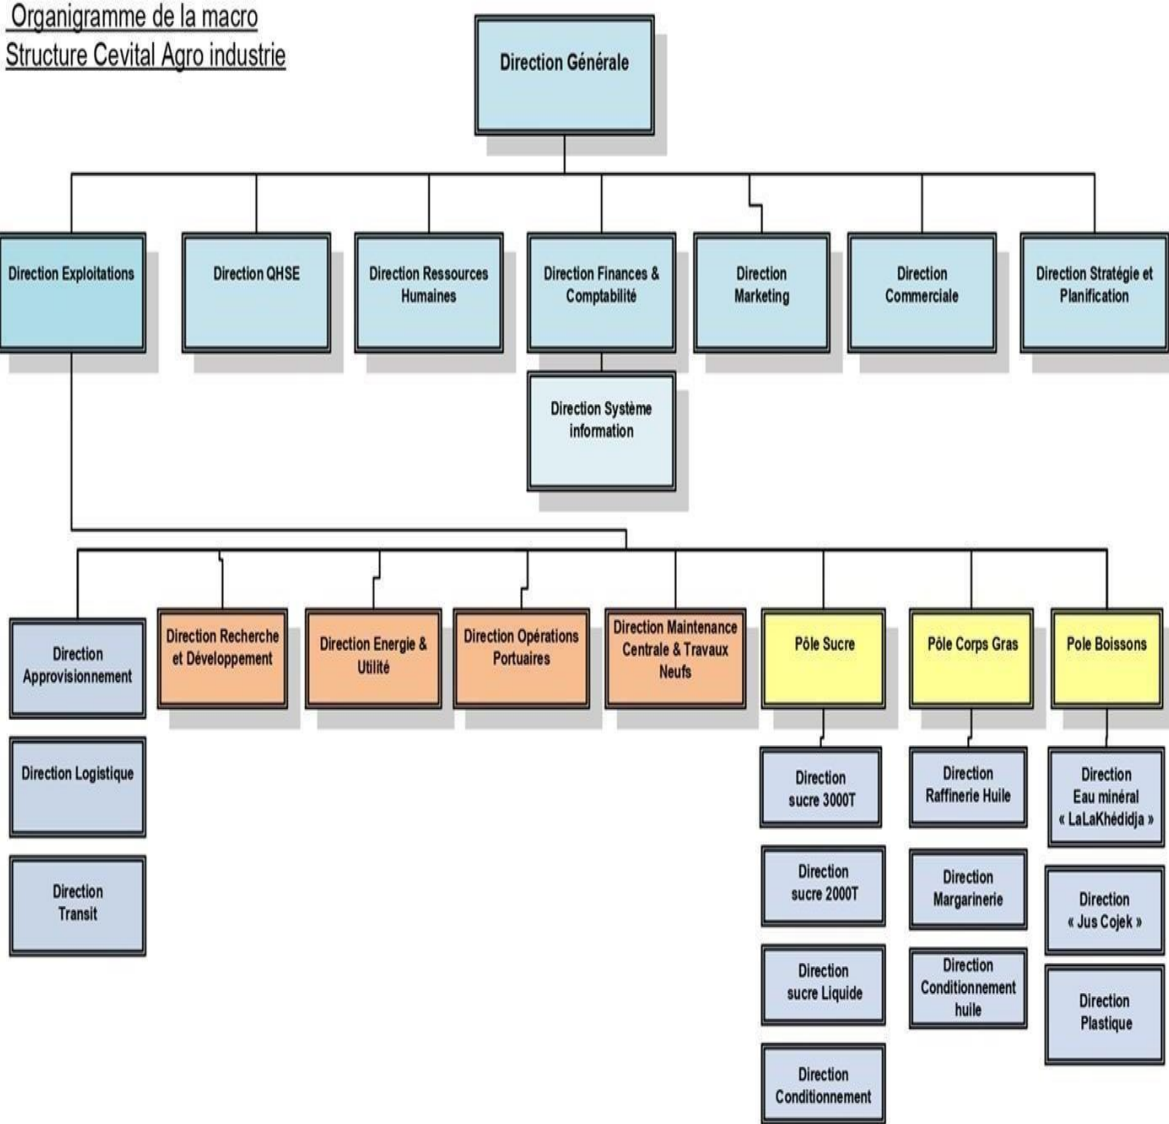 Organigramme de la macro
Structure Cevital Agro industrie
Direction Générale
Direction Exploitations
Direction QHSE
Direction Ressources
Humaines
Direction Finances &
Comptabilité
Direction
Marketing
Direction
Commerciale
Direction Stratégie et
Planification
Direction Système
information
Direction
Approvisionnement
Direction Recherche
et Développement
Direction Energie &
Utilité
Direction Opérations
Portuaires
Direction Maintenance
Centrale & Travaux
Neufs
Pôle Sucre
Pôle Corps Gras
Pole Boissons
Direction Logistique
Direction
Transit
Direction
sucre 3000T
Direction
sucre 2000T
Direction
sucre Liquide
Direction
Conditionnement
Direction
Raffinerie Huile
Direction
Margarinerie
Direction
Conditionnement
huile
Direction
Eau minéral
« LaLaKhédidja »
Direction
« Jus Cojek »
Direction
Plastique